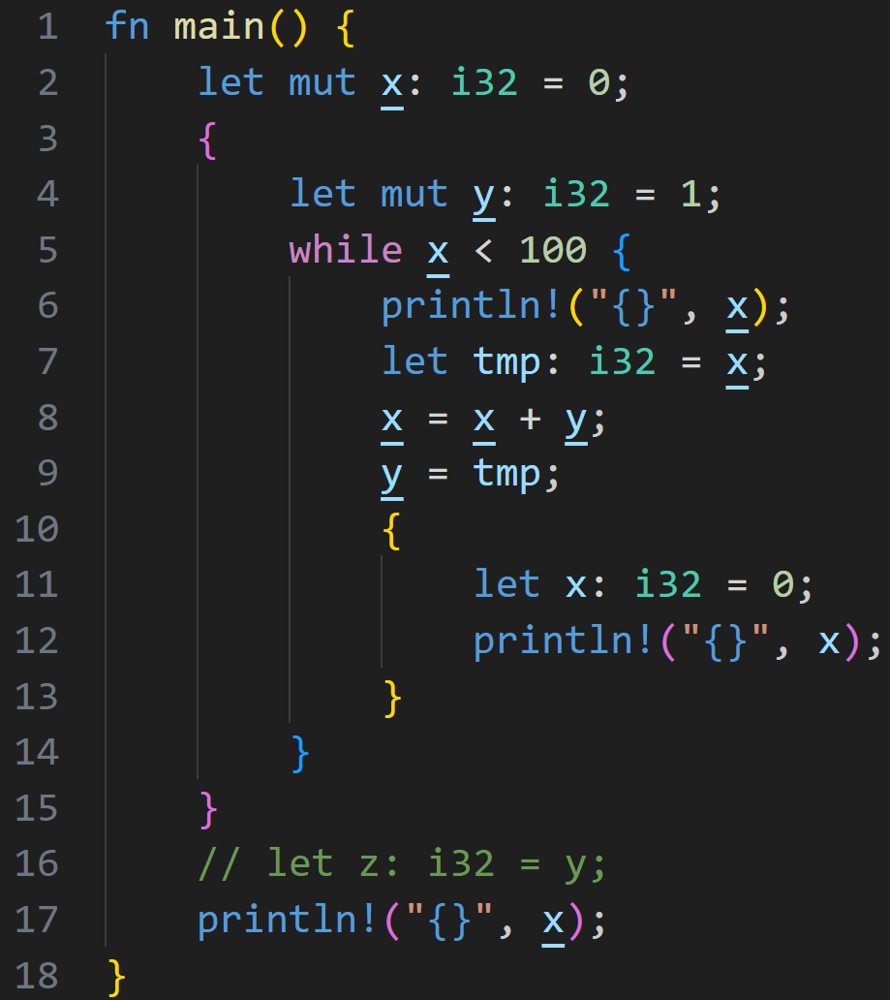 1 fn main() {
2     let mut x: i32 = 0;
3     {
4         let mut y: i32 = 1;
5         while x < 100 {
6             println!("{}", x);
7             let tmp: i32 = x;
8             x = x + y;
9             y = tmp;
10             {
11                 let x: i32 = 0;
12                 println!("{}", x);
13             }
14         }
15     }
16     // let z: i32 = y;
17     println!("{}", x);
18 }